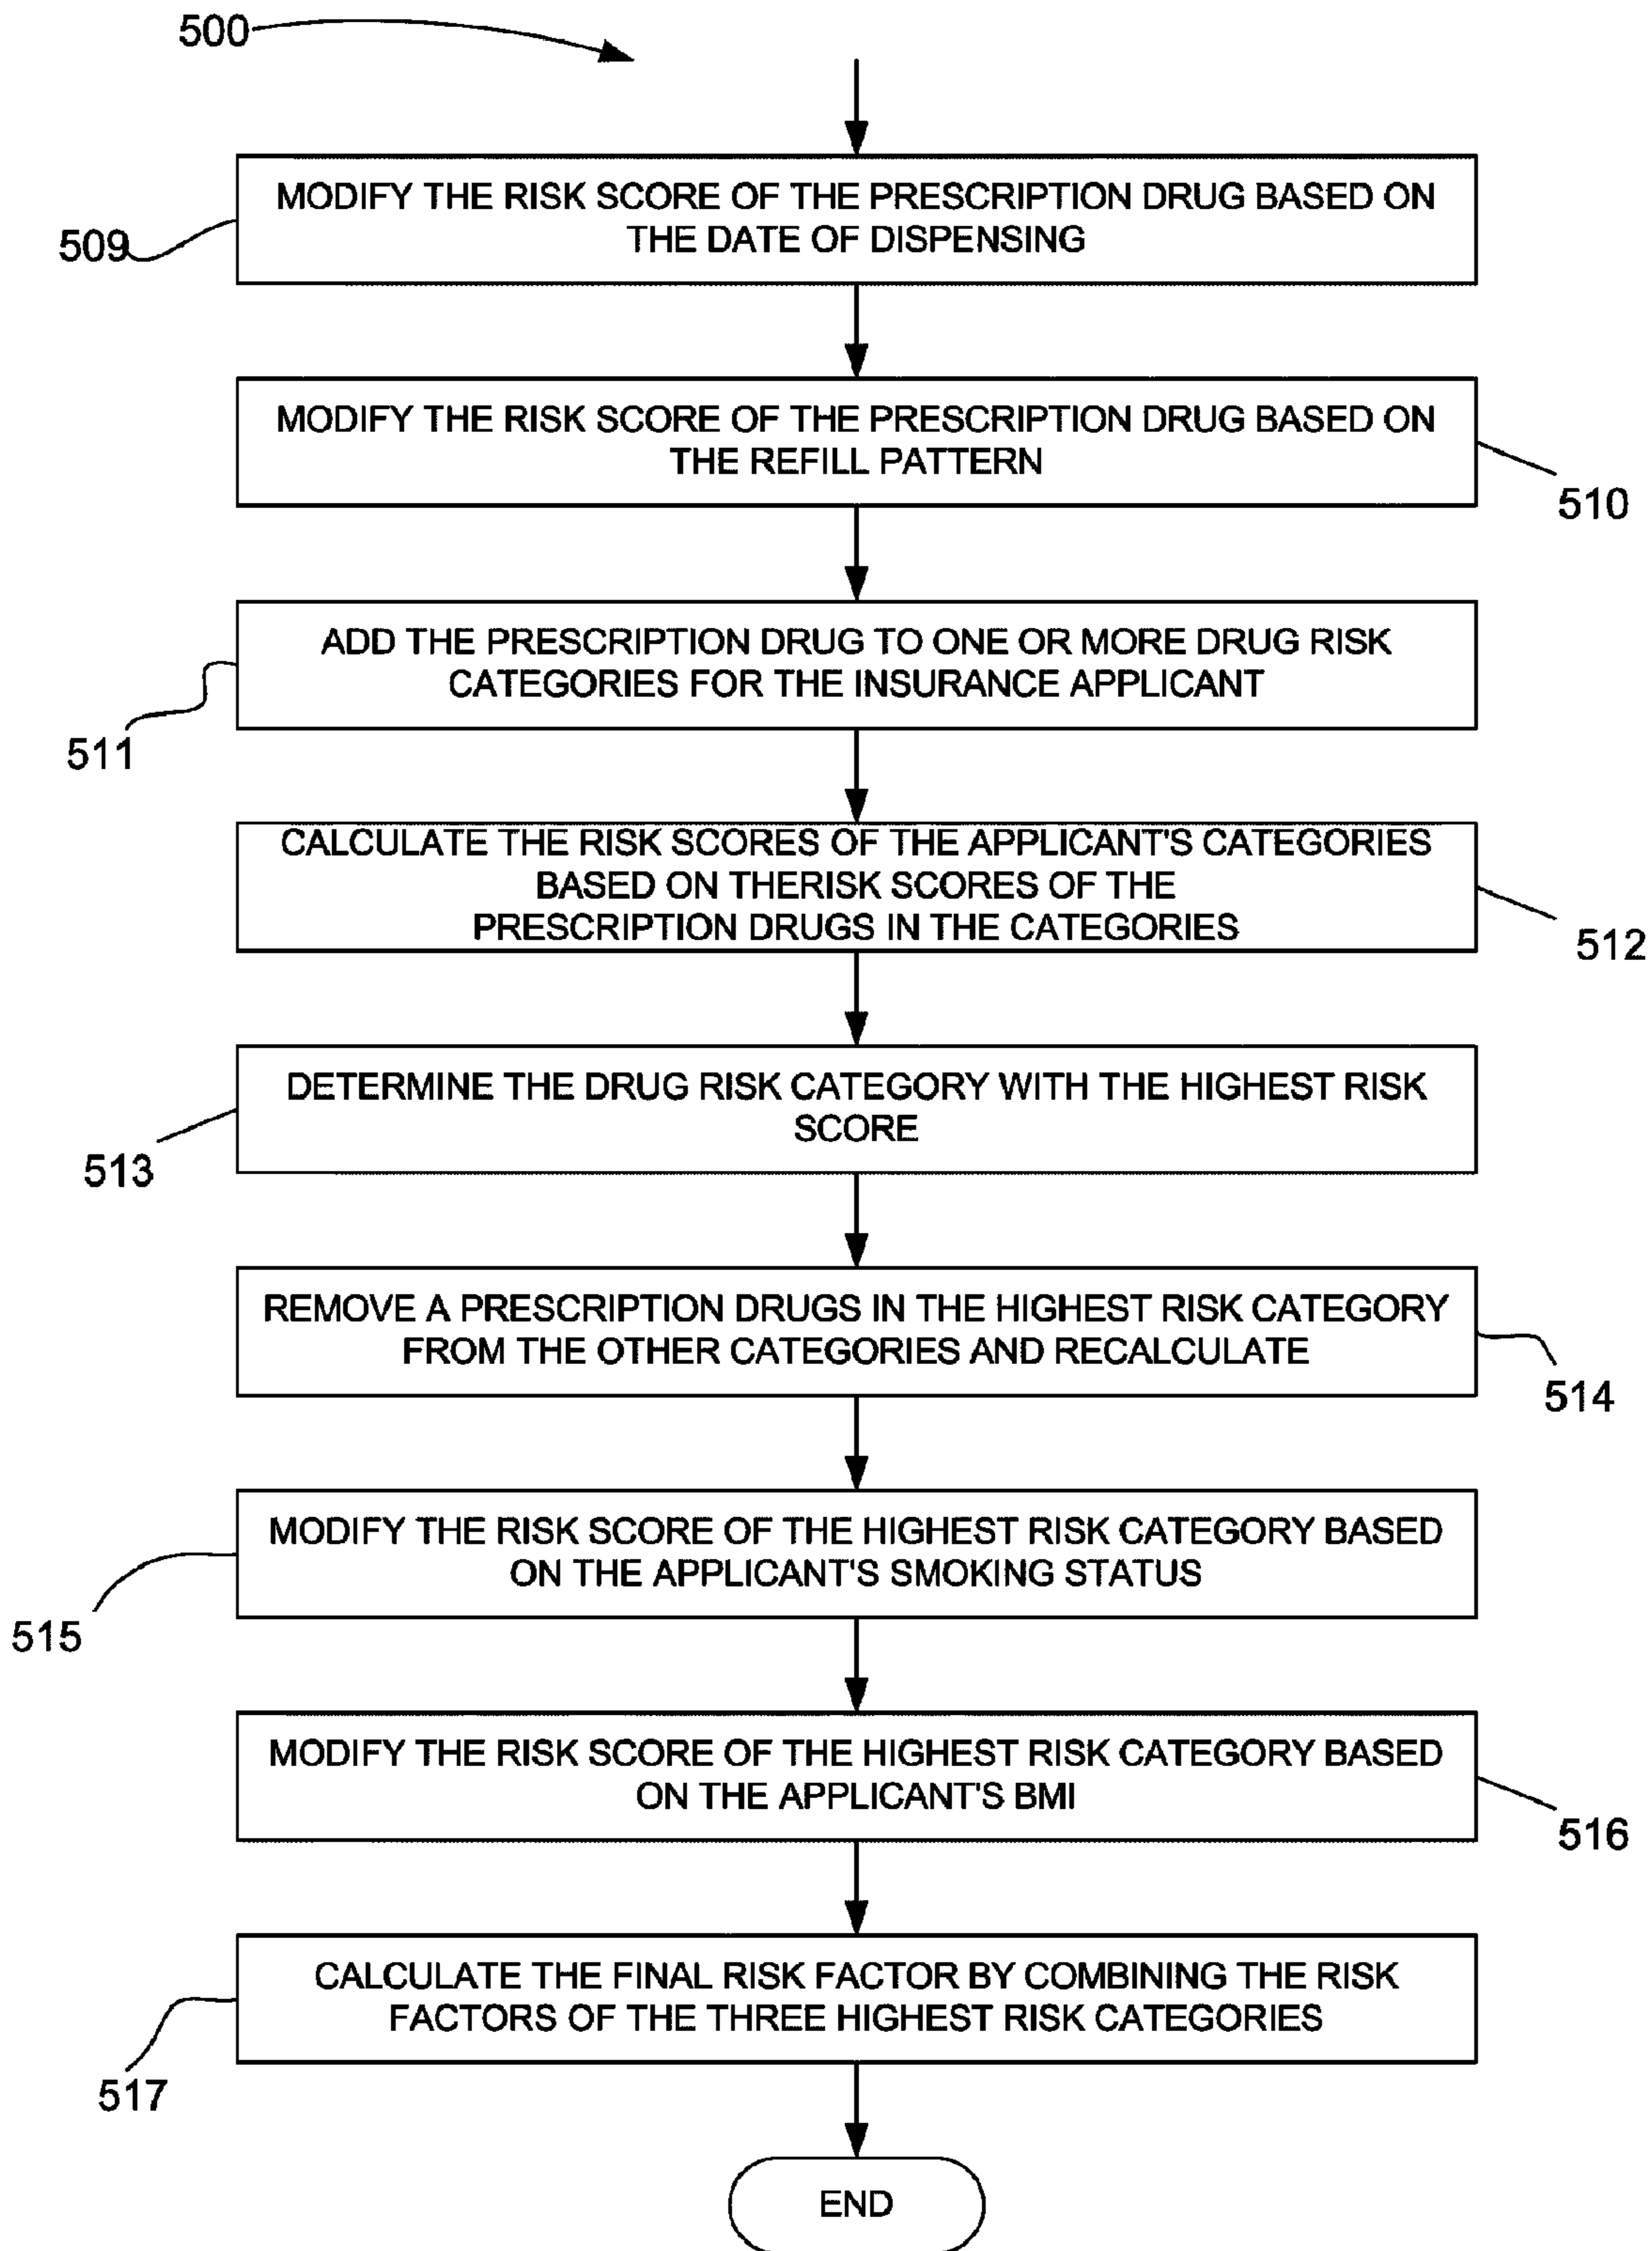 500
MODIFY THE RISK SCORE OF THE PRESCRIPTION DRUG BASED ON
THE DATE OF DISPENSING
509
MODIFY THE RISK SCORE OF THE PRESCRIPTION DRUG BASED ON
THE REFILL PATTERN
510
ADD THE PRESCRIPTION DRUG TO ONE OR MORE DRUG RISK
CATEGORIES FOR THE INSURANCE APPLICANT
511
CALCULATE THE RISK SCORES OF THE APPLICANT'S CATEGORIES
BASED ON THERISK SCORES OF THE
PRESCRIPTION DRUGS IN THE CATEGORIES
512
DETERMINE THE DRUG RISK CATEGORY WITH THE HIGHEST RISK
SCORE
513
REMOVE A PRESCRIPTION DRUGS IN THE HIGHEST RISK CATEGORY
FROM THE OTHER CATEGORIES AND RECALCULATE
514
MODIFY THE RISK SCORE OF THE HIGHEST RISK CATEGORY BASED
ON THE APPLICANT'S SMOKING STATUS
515
MODIFY THE RISK SCORE OF THE HIGHEST RISK CATEGORY BASED
ON THE APPLICANT'S BMI
516
CALCULATE THE FINAL RISK FACTOR BY COMBINING THE RISK
FACTORS OF THE THREE HIGHEST RISK CATEGORIES
517
END